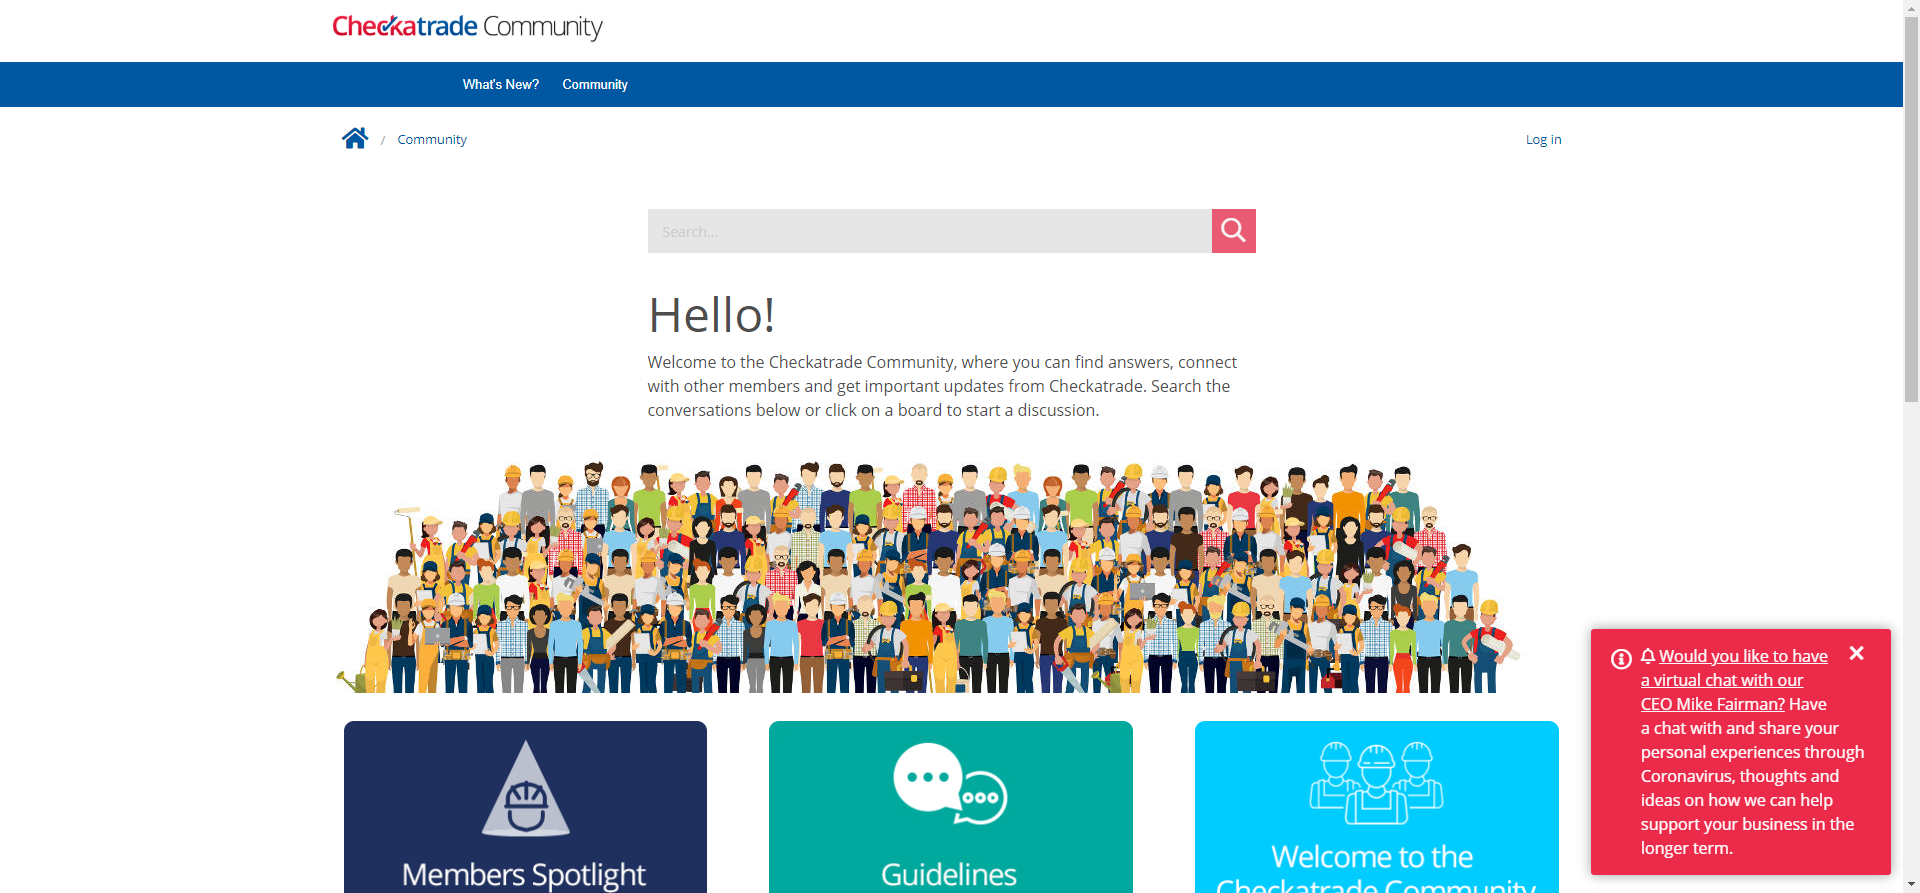 Checkatrade Community
What's New? Community
/ Community
Log in
Search...
Hello!
Welcome to the Checkatrade Community, where you can find answers, connect
with other members and get important updates from Checkatrade. Search the
conversations below or click on a board to start a discussion.
Members Spotlight
Guidelines
Welcome to the
Checkatrade Community
Would you like to have
a virtual chat with our
CEO Mike Fairman? Have
a chat with and share your
personal experiences through
Coronavirus, thoughts and
ideas on how we can help
support your business in the
longer term.